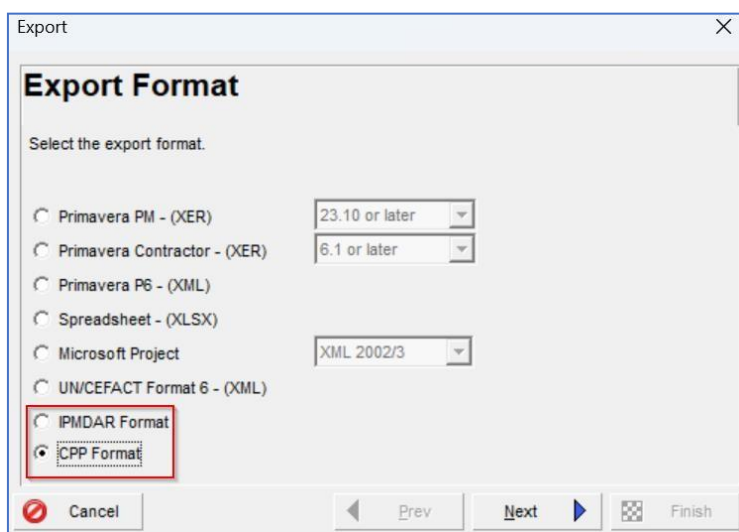 Export
Export Format
Select the export format.
Primavera PM - (XER) 23.10 or later
Primavera Contractor - (XER) 6.1 or later
Primavera P6 - (XML)
Spreadsheet - (XLSX)
Microsoft Project XML 2002/3
UN/CEFACT Format 6 - (XML)
IPMDAR Format
CPP Format
Cancel Prev Next Finish